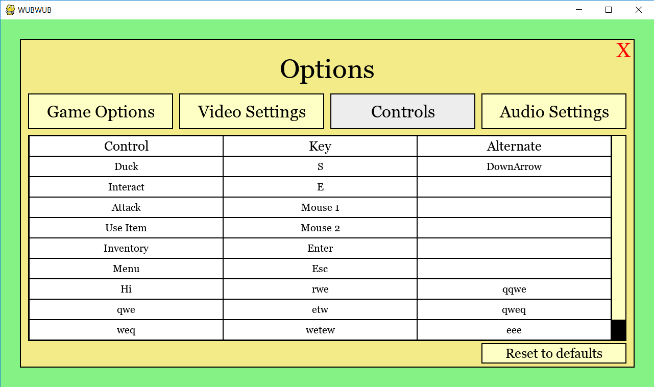 WUBWUB
X
Options
Game Options Video Settings Controls Audio Settings
Control Key Alternate
Duck S DownArrow
Interact E
Attack Mouse 1
Use Item Mouse 2
Inventory Enter
Menu Esc
Hi rwe qqwe
qwe etw qweq
weq wetew eee
Reset to defaults